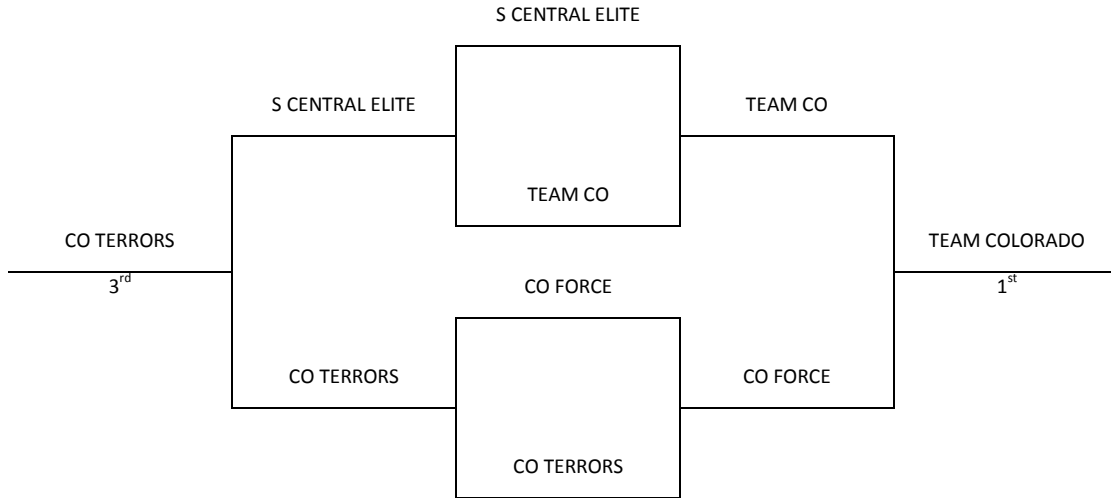 S CENTRAL ELITE
S CENTRAL ELITE
TEAM CO
TEAM CO
CO TERRORS
TEAM COLORADO
3rd
CO FORCE
1st
CO TERRORS
CO FORCE
CO TERRORS